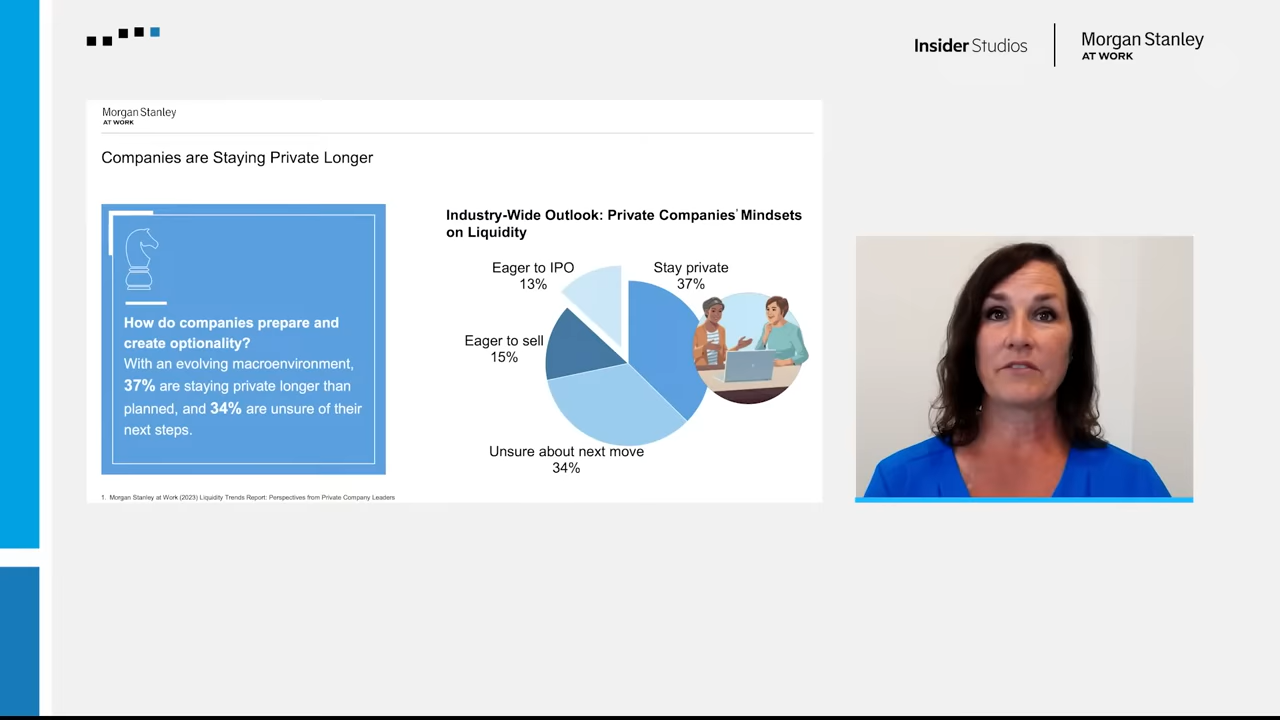 Insider Studios
Morgan Stanley
AT WORK
Morgan Stanley
AT WORK
Companies are Staying Private Longer
How do companies prepare and
create optionality?
With an evolving macroenvironment,
37% are staying private longer than
planned, and 34% are unsure of their
next steps.
Industry-Wide Outlook: Private Companies' Mindsets
on Liquidity
Eager to IPO
13%
Stay private
37%
Eager to sell
15%
Unsure about next move
34%
1. Morgan Stanley at Work (2023) Liquidity Trends Report: Perspectives from Private Company Leaders